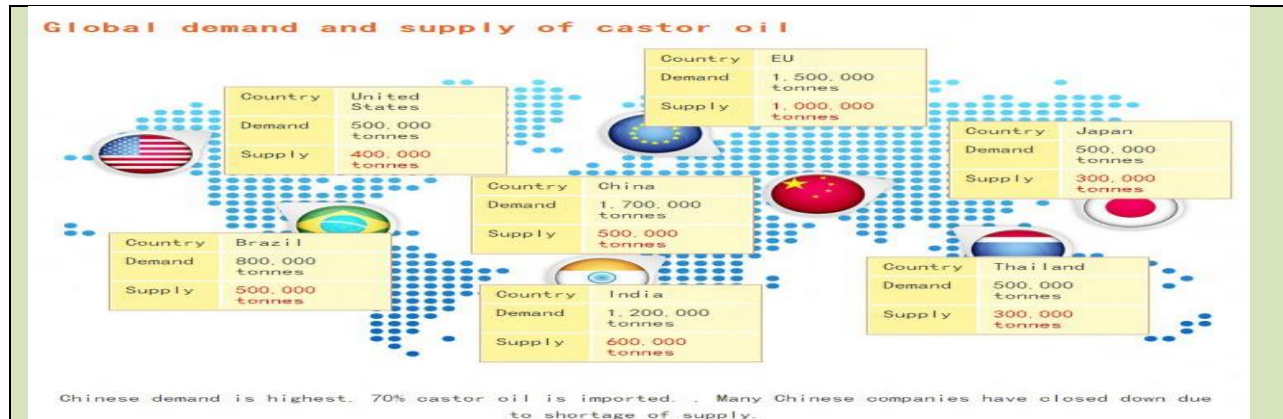 Global demand and supply of castor oil
Country EU
Demand 1,500,000
tonnes
Supply 1,000,000
tonnes
Country United
States
Demand 500,000
tonnes
Supply 400,000
tonnes
Country Japan
Demand 500,000
tonnes
Supply 300,000
tonnes
Country China
Demand 1,700,000
tonnes
Supply 500,000
tonnes
Country Brazil
Demand 800,000
tonnes
Supply 500,000
tonnes
Country Thailand
Demand 500,000
tonnes
Supply 300,000
tonnes
Country India
Demand 1,200,000
tonnes
Supply 600,000
tonnes
Chinese demand is highest. 70% castor oil is imported. . Many Chinese companies have closed down due
to shortage of supply.